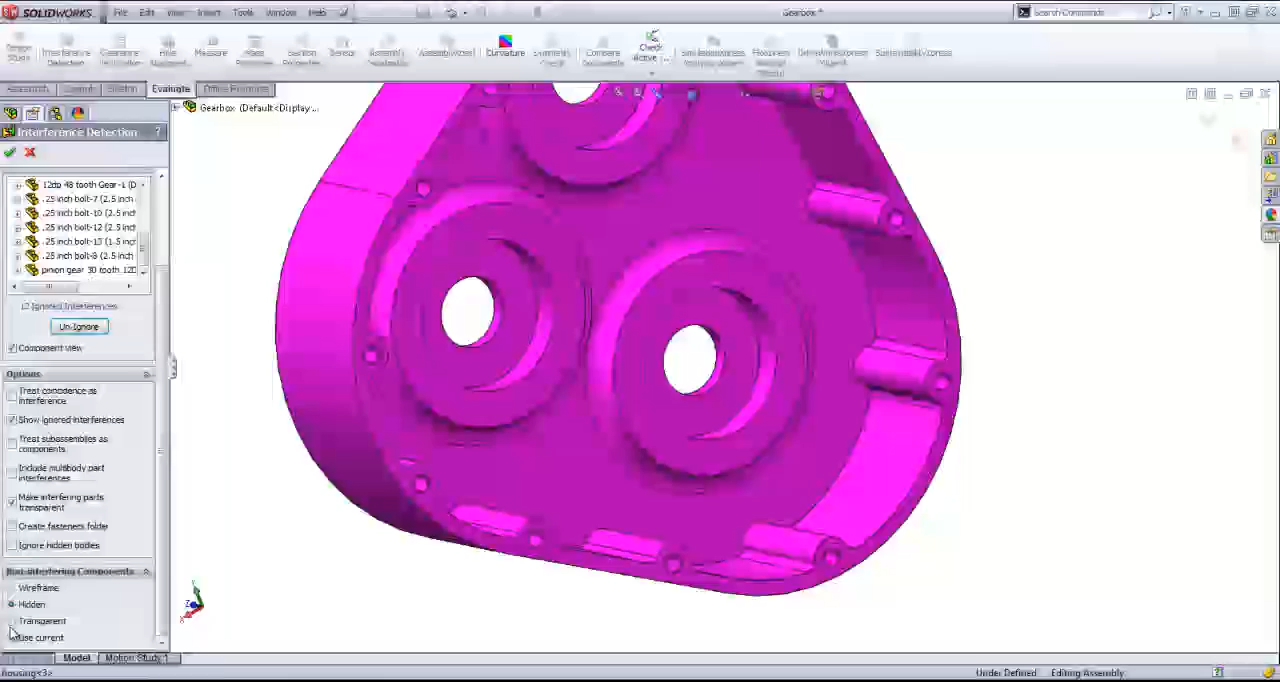 SOLIDWORKS File Edit View Insert Tools Window Help Gearbox * Search Commands
Design Study Interference Detection Clearance Verification Hole Alignment Measure Mass Properties Section Properties Sensor Assembly Visualization Curvature Symmetry Check Compare Documents Check Active ...
Assembly Layout Sketch Evaluate Office Products
Gearbox (Default<Display ...
Interference Detection ?
12dp 48 tooth Gear-1 (D
.25 inch bolt-7 (2.5 inch
.25 inch bolt-10 (2.5 inch
.25 inch bolt-12 (2.5 inch
.25 inch bolt-13 (1.5 inch
.25 inch bolt-8 (2.5 inch
pinion gear 30 tooth 12D
Ignored Interferences
Un-Ignore
Component view
Options
Treat coincidence as
interference
Show ignored interferences
Treat subassemblies as
components
Include multibody part
interferences
Make interfering parts
transparent
Create fasteners folder
Ignore hidden bodies
Non-interfering Components
Wireframe
Hidden
Transparent
Use current
Model Motion Study 1
housing<3> Under Defined Editing Assembly